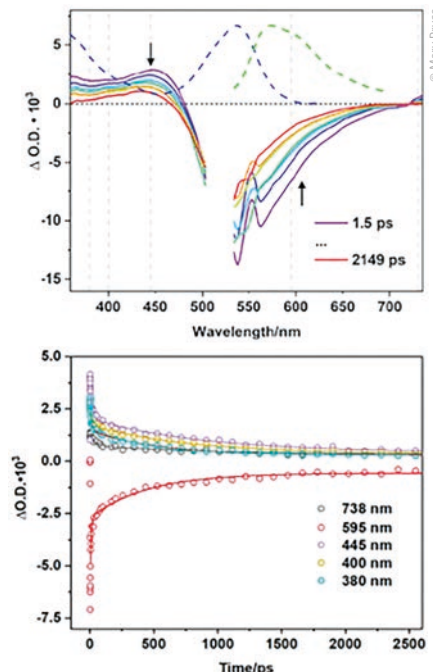 Δ O.D. • 10³
5
0
-5
-10
-15
1.5 ps
...
2149 ps
400
450
500
550
600
650
700
Wavelength/nm
ΔO.D.•10³
5.0
2.5
0.0
-2.5
-5.0
-7.5
738 nm
595 nm
445 nm
400 nm
380 nm
0
500
1000
1500
2000
2500
Time/ps